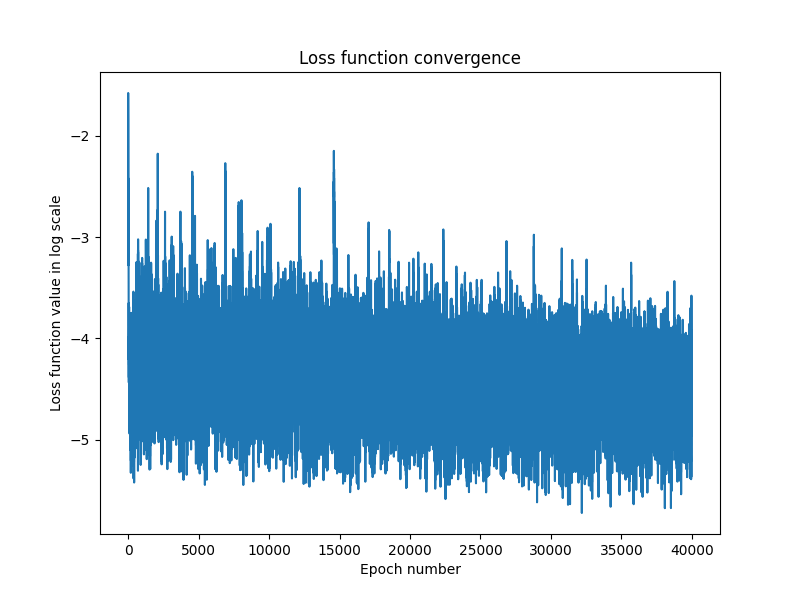 Loss function convergence
−2
−3
−4
−5
Loss function value in log scale
0 5000 10000 15000 20000 25000 30000 35000 40000
Epoch number